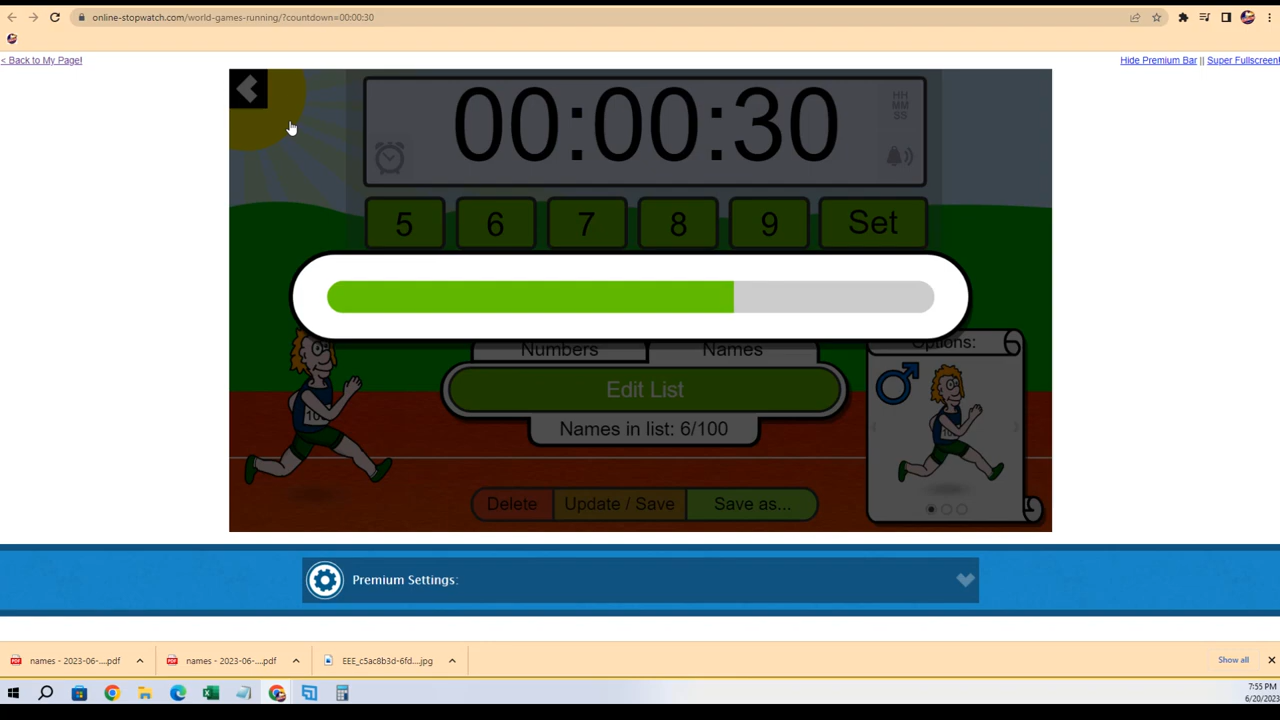 online-stopwatch.com/world-games-running/?countdown=00:00:30
< Back to My Page!
Hide Premium Bar || Super Fullscreen!
00:00:30
HH
MM
SS
5 6 7 8 9 Set
Numbers Names
Options:
Edit List
Names in list: 6/100
Delete Update / Save Save as...
Premium Settings:
names - 2023-06-....pdf
names - 2023-06-....pdf
EEE_c5ac8b3d-6fd....jpg
Show all
7:55 PM
6/20/2023